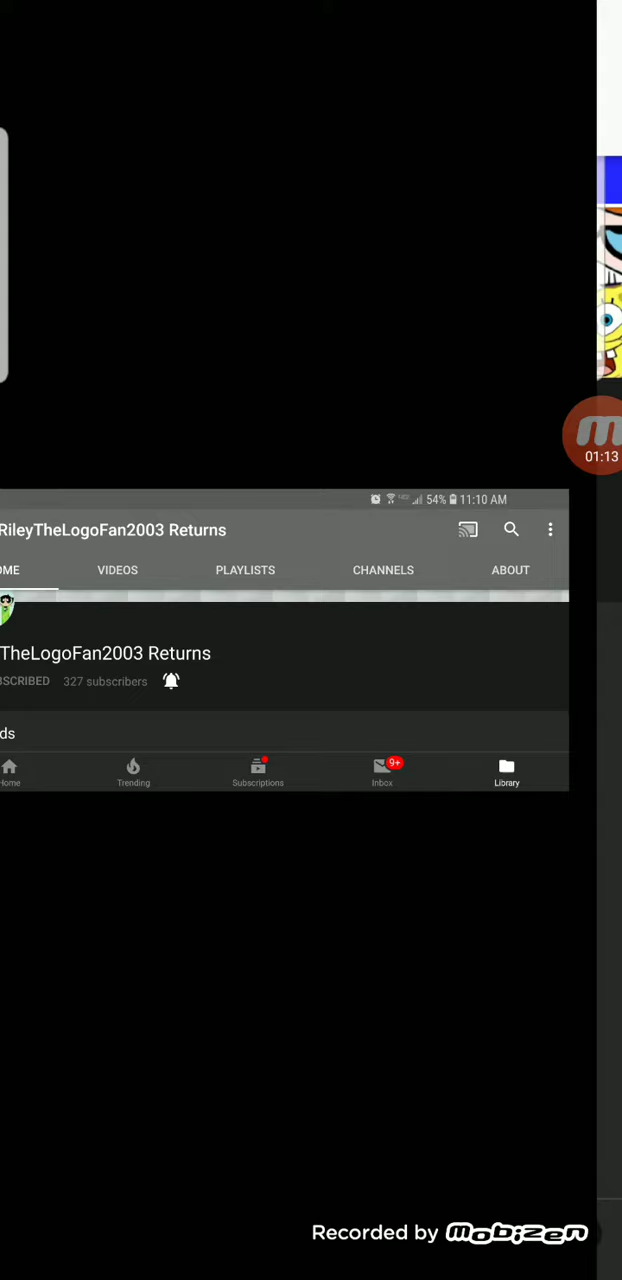 01:13
54% 11:10 AM
RileyTheLogoFan2003 Returns
OME
VIDEOS
PLAYLISTS
CHANNELS
ABOUT
TheLogoFan2003 Returns
BSCRIBED 327 subscribers
ds
Home
Trending
Subscriptions
9+
Inbox
Library
Recorded by mobizen